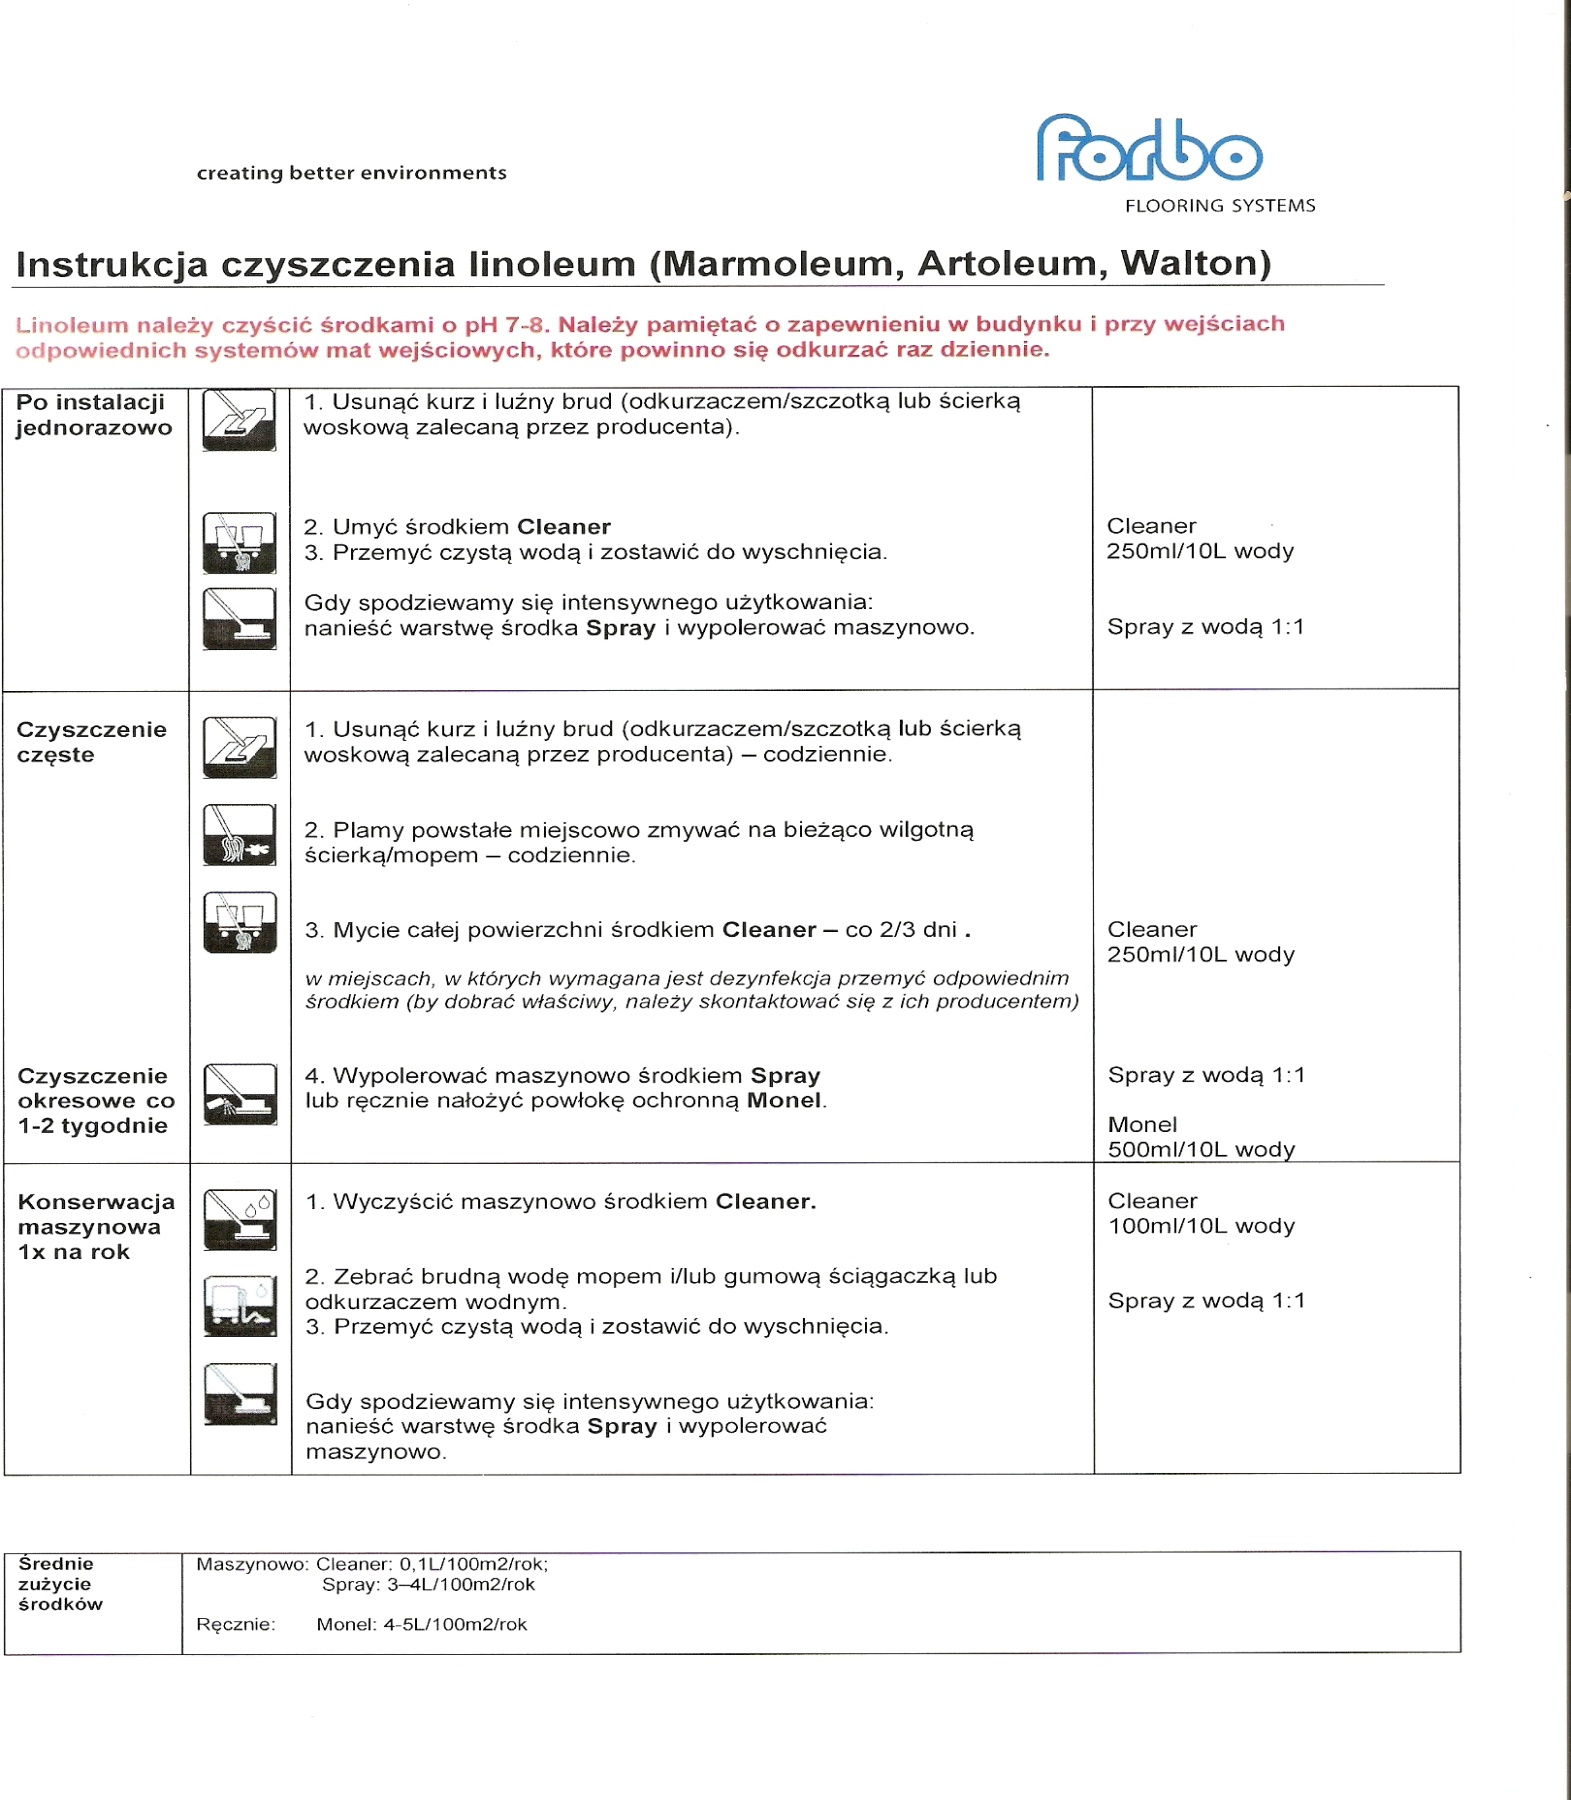 forbo
creating better environments
FLOORING SYSTEMS
Instrukcja czyszczenia linoleum (Marmoleum, Artoleum, Walton)
Linoleum należy czyścić środkami o pH 7-8. Należy pamiętać o zapewnieniu w budynku i przy wejściach
odpowiednich systemów mat wejściowych, które powinno się odkurzać raz dziennie.
Po instalacji
jednorazowo
1. Usunąć kurz i luźny brud (odkurzaczem/szczotką lub ścierką
woskową zalecaną przez producenta).
2. Umyć środkiem Cleaner
3. Przemyć czystą wodą i zostawić do wyschnięcia.
Cleaner
250ml/10L wody
Gdy spodziewamy się intensywnego użytkowania:
nanieść warstwę środka Spray i wypolerować maszynowo.
Spray z wodą 1:1
Czyszczenie
częste
1. Usunąć kurz i luźny brud (odkurzaczem/szczotką lub ścierką
woskową zalecaną przez producenta) – codziennie.
2. Plamy powstałe miejscowo zmywać na bieżąco wilgotną
ścierką/mopem – codziennie.
3. Mycie całej powierzchni środkiem Cleaner – co 2/3 dni .
Cleaner
250ml/10L wody
w miejscach, w których wymagana jest dezynfekcja przemyć odpowiednim
środkiem (by dobrać właściwy, należy skontaktować się z ich producentem)
Czyszczenie
okresowe co
1-2 tygodnie
4. Wypolerować maszynowo środkiem Spray
lub ręcznie nałożyć powłokę ochronną Monel.
Spray z wodą 1:1
Monel
500ml/10L wody
Konserwacja
maszynowa
1x na rok
1. Wyczyścić maszynowo środkiem Cleaner.
Cleaner
100ml/10L wody
2. Zebrać brudną wodę mopem i/lub gumową ściągaczką lub
odkurzaczem wodnym.
3. Przemyć czystą wodą i zostawić do wyschnięcia.
Spray z wodą 1:1
Gdy spodziewamy się intensywnego użytkowania:
nanieść warstwę środka Spray i wypolerować
maszynowo.
Średnie
zużycie
środków
Maszynowo: Cleaner: 0,1L/100m2/rok;
Spray: 3–4L/100m2/rok
Ręcznie: Monel: 4-5L/100m2/rok